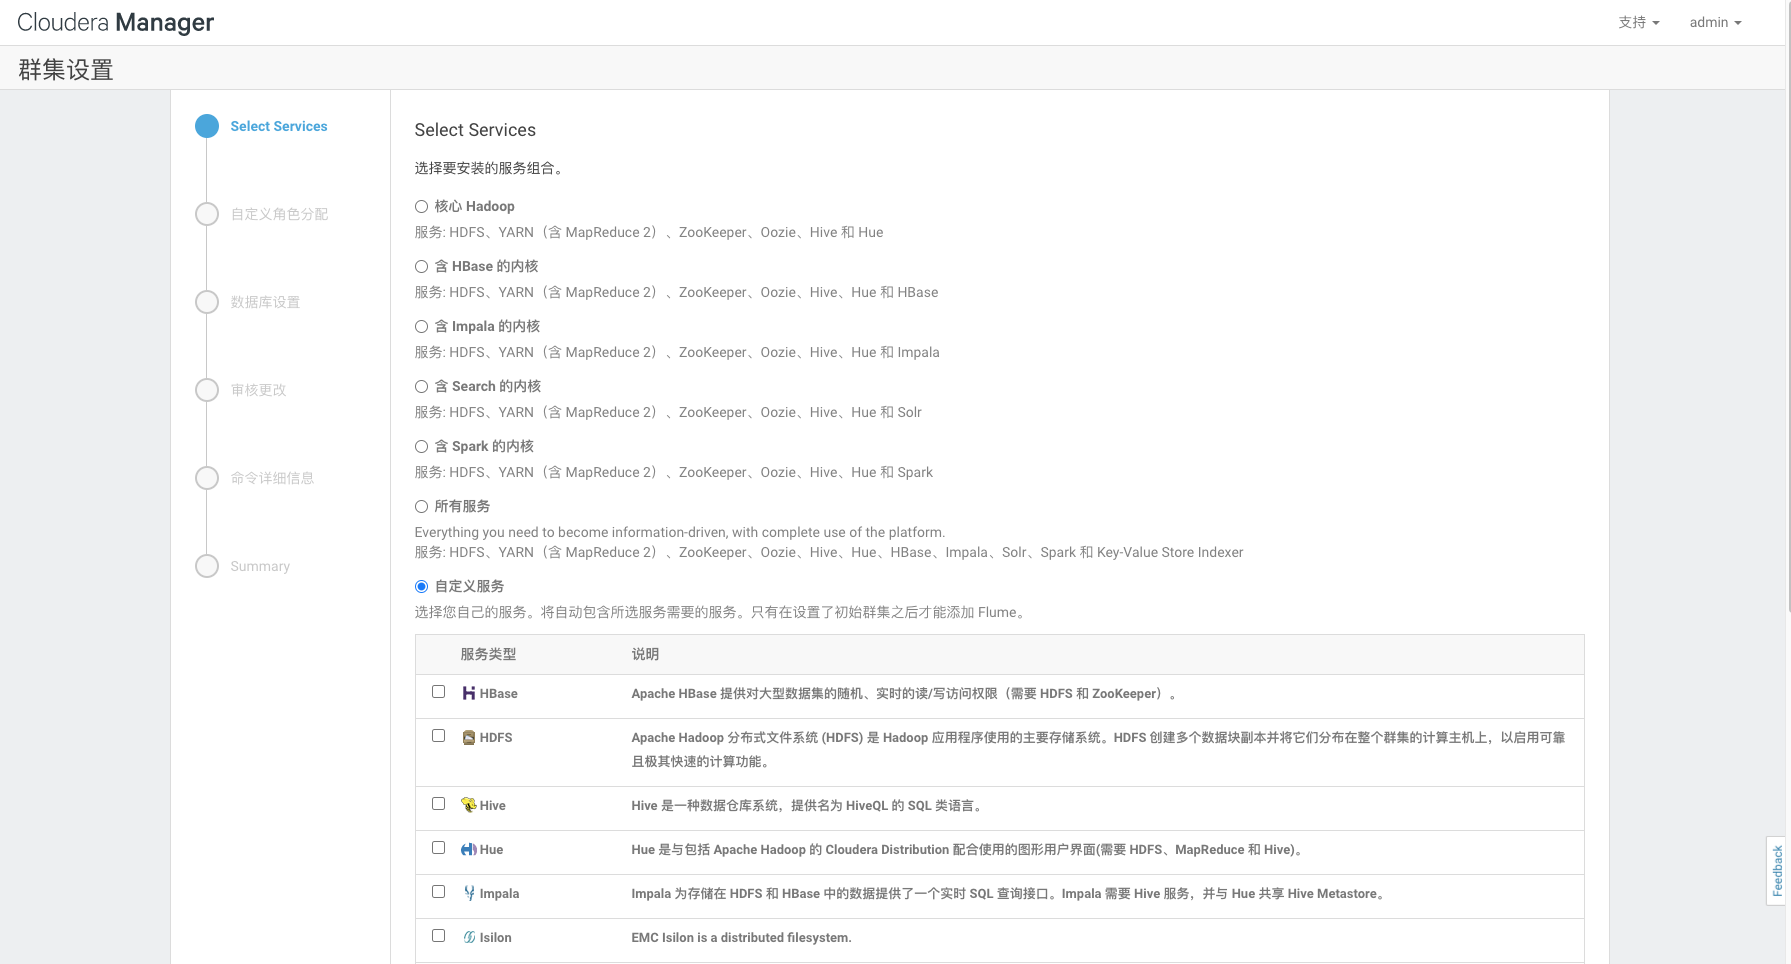 Cloudera Manager
支持
admin
群集设置
Select Services
自定义角色分配
数据库设置
审核更改
命令详细信息
Summary
Select Services
选择要安装的服务组合。
核心 Hadoop
服务: HDFS、YARN（含 MapReduce 2）、ZooKeeper、Oozie、Hive 和 Hue
含 HBase 的内核
服务: HDFS、YARN（含 MapReduce 2）、ZooKeeper、Oozie、Hive、Hue 和 HBase
含 Impala 的内核
服务: HDFS、YARN（含 MapReduce 2）、ZooKeeper、Oozie、Hive、Hue 和 Impala
含 Search 的内核
服务: HDFS、YARN（含 MapReduce 2）、ZooKeeper、Oozie、Hive、Hue 和 Solr
含 Spark 的内核
服务: HDFS、YARN（含 MapReduce 2）、ZooKeeper、Oozie、Hive、Hue 和 Spark
所有服务
Everything you need to become information-driven, with complete use of the platform.
服务: HDFS、YARN（含 MapReduce 2）、ZooKeeper、Oozie、Hive、Hue、HBase、Impala、Solr、Spark 和 Key-Value Store Indexer
自定义服务
选择您自己的服务。将自动包含所选服务需要的服务。只有在设置了初始群集之后才能添加 Flume。
服务类型 说明
HBase Apache HBase 提供对大型数据集的随机、实时的读/写访问权限（需要 HDFS 和 ZooKeeper）。
HDFS Apache Hadoop 分布式文件系统 (HDFS) 是 Hadoop 应用程序使用的主要存储系统。HDFS 创建多个数据块副本并将它们分布在整个群集的计算主机上，以启用可靠
且极其快速的计算功能。
Hive Hive 是一种数据仓库系统，提供名为 HiveQL 的 SQL 类语言。
Hue Hue 是与包括 Apache Hadoop 的 Cloudera Distribution 配合使用的图形用户界面(需要 HDFS、MapReduce 和 Hive)。
Impala Impala 为存储在 HDFS 和 HBase 中的数据提供了一个实时 SQL 查询接口。Impala 需要 Hive 服务，并与 Hue 共享 Hive Metastore。
Isilon EMC Isilon is a distributed filesystem.
Feedback